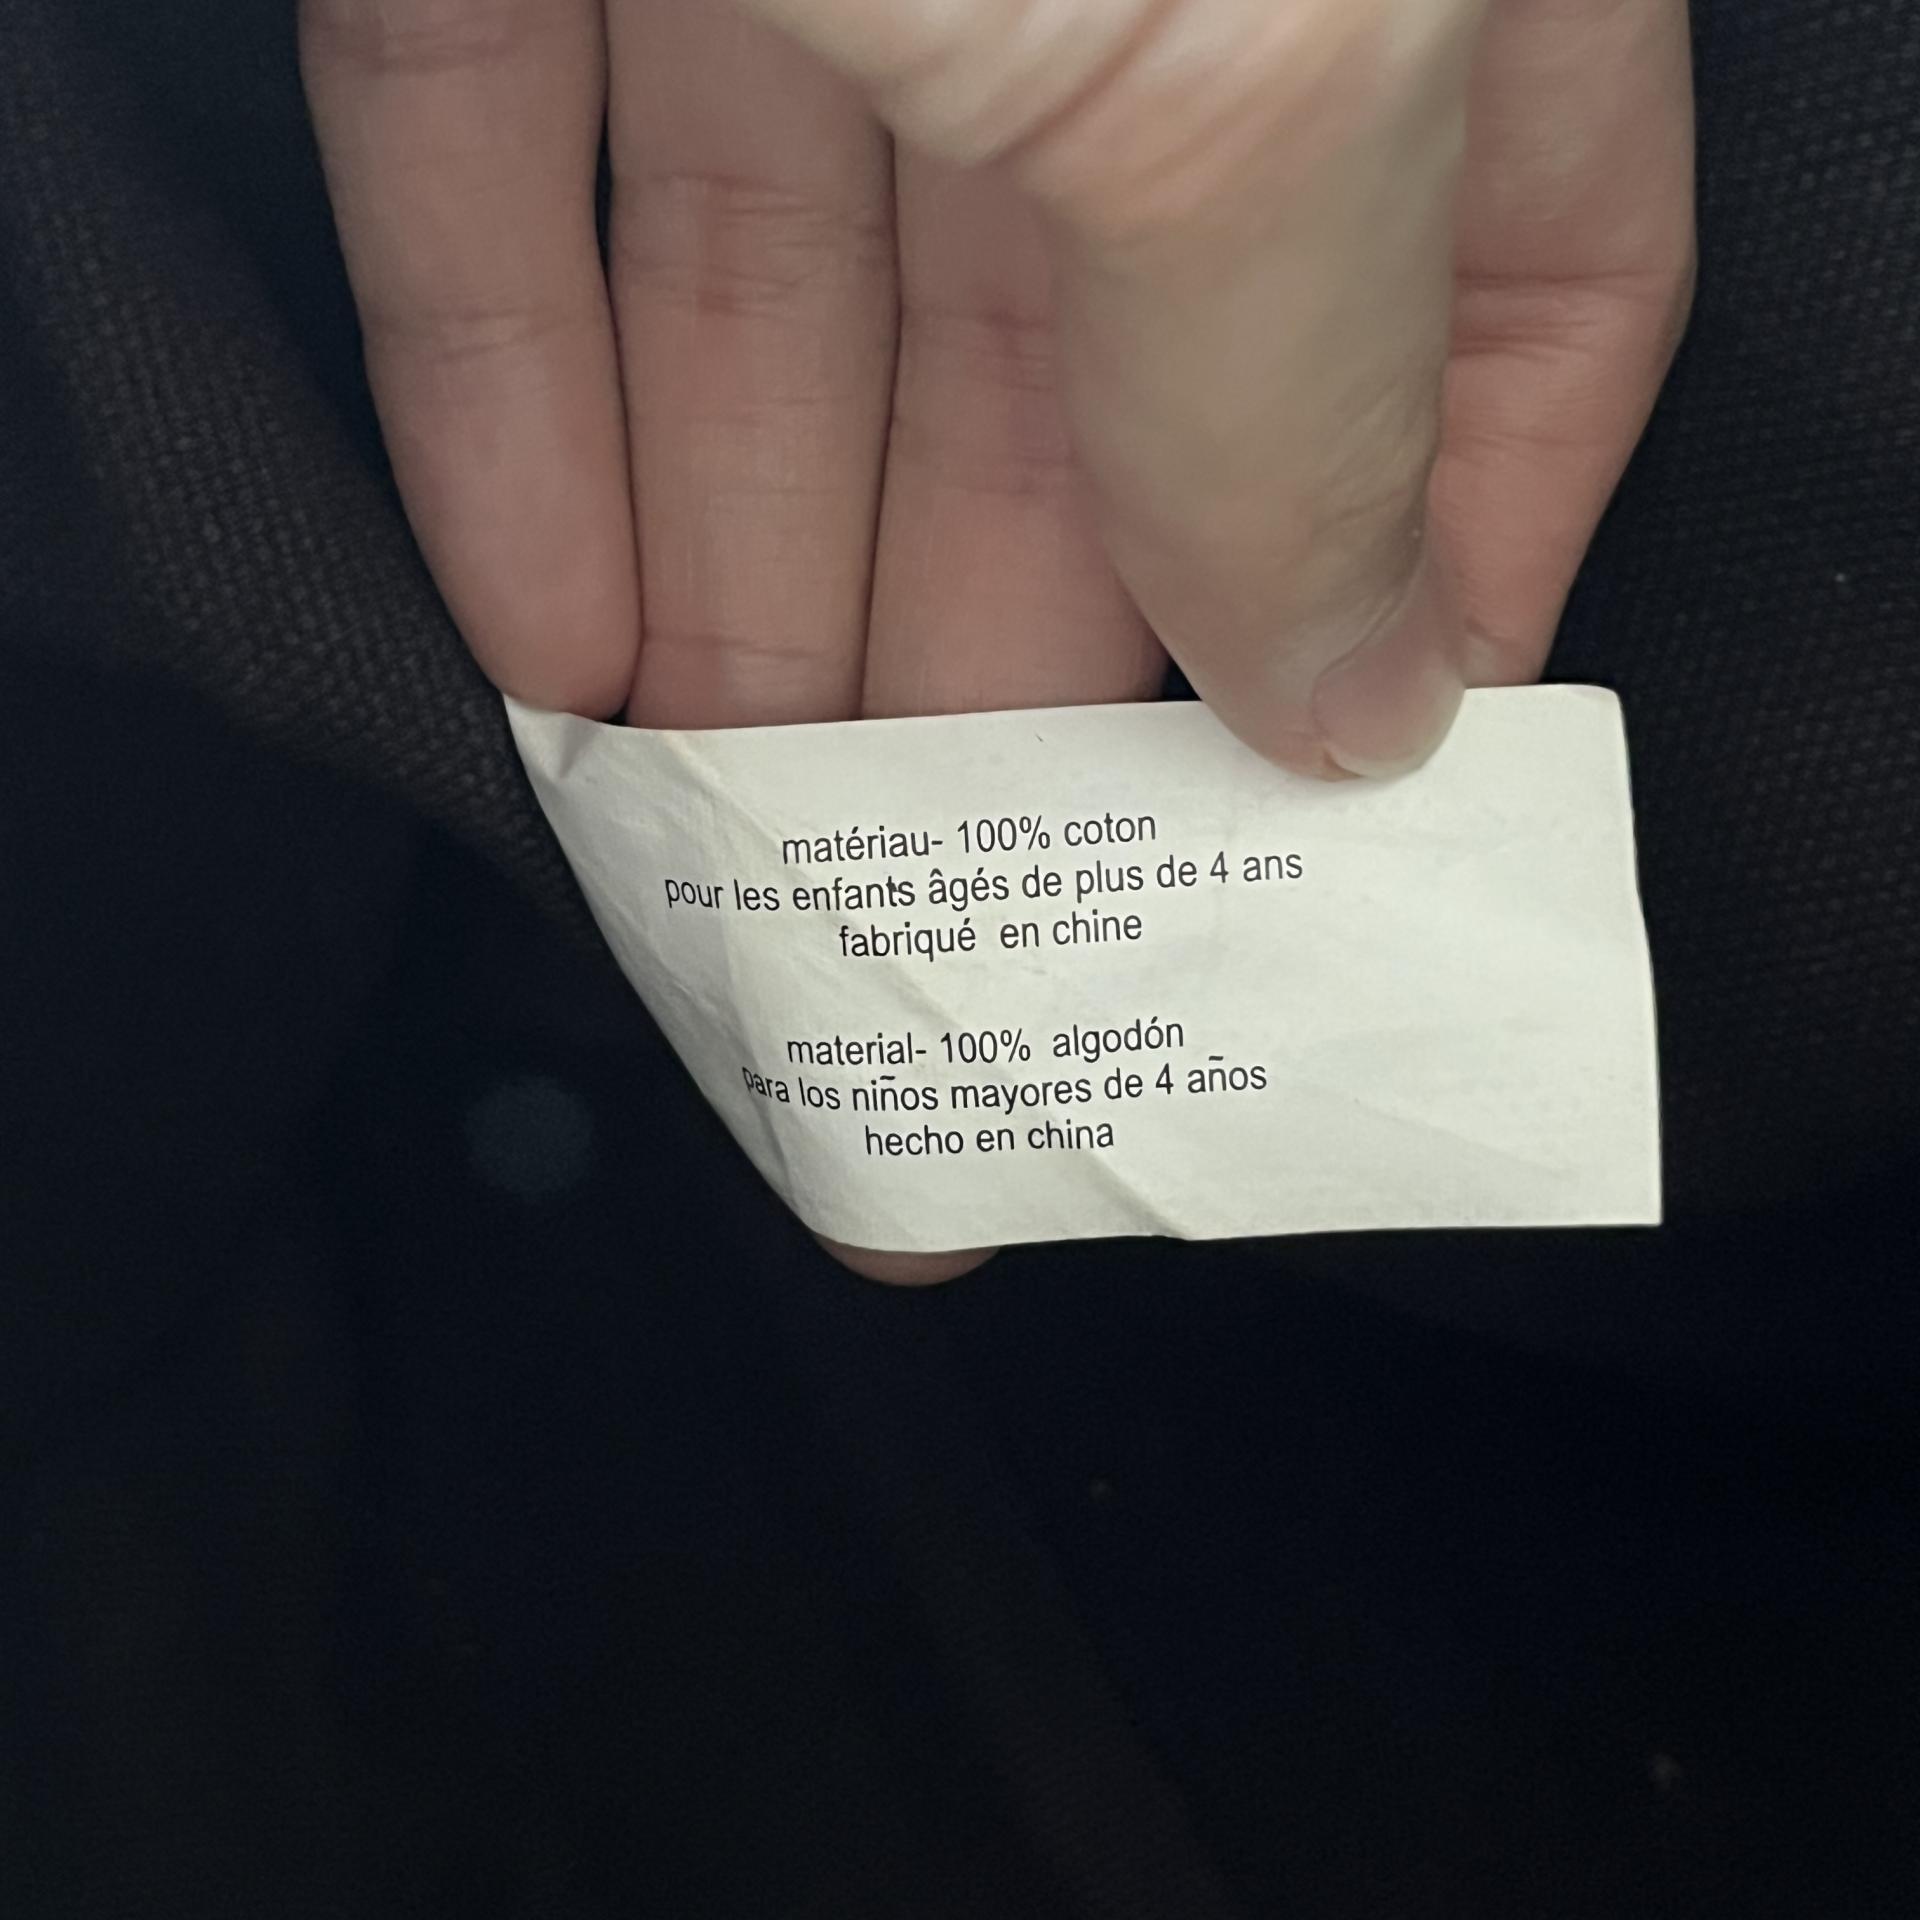 matériau- 100% coton
pour les enfants âgés de plus de 4 ans
fabriqué en chine
material- 100% algodón
para los niños mayores de 4 años
hecho en china